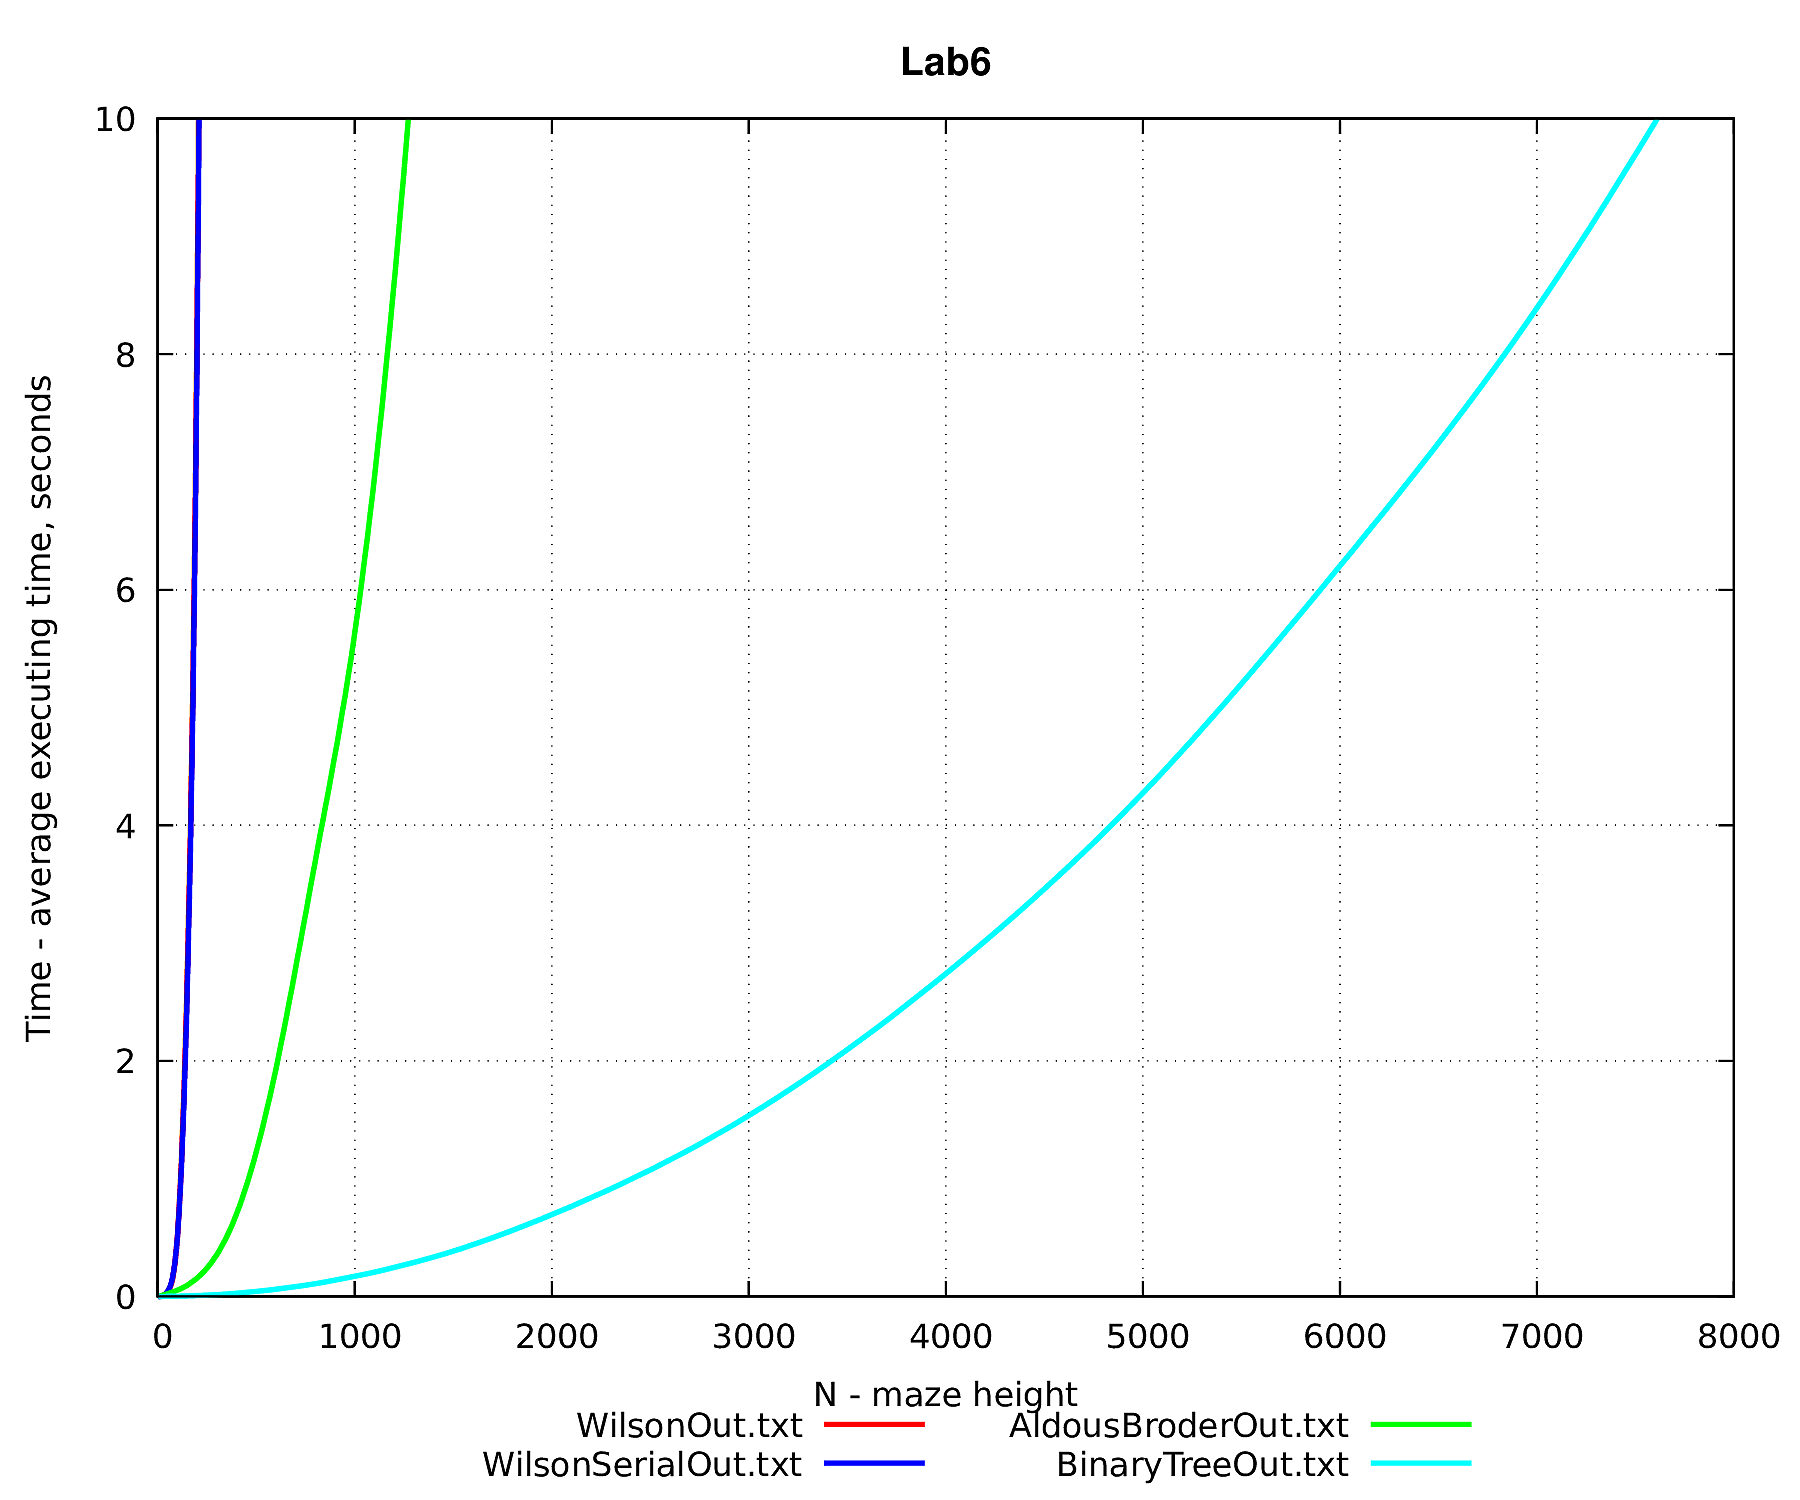 Lab6
10
8
6
4
2
0
Time - average executing time, seconds
0 1000 2000 3000 4000 5000 6000 7000 8000
N - maze height
WilsonOut.txt AldousBroderOut.txt
WilsonSerialOut.txt BinaryTreeOut.txt